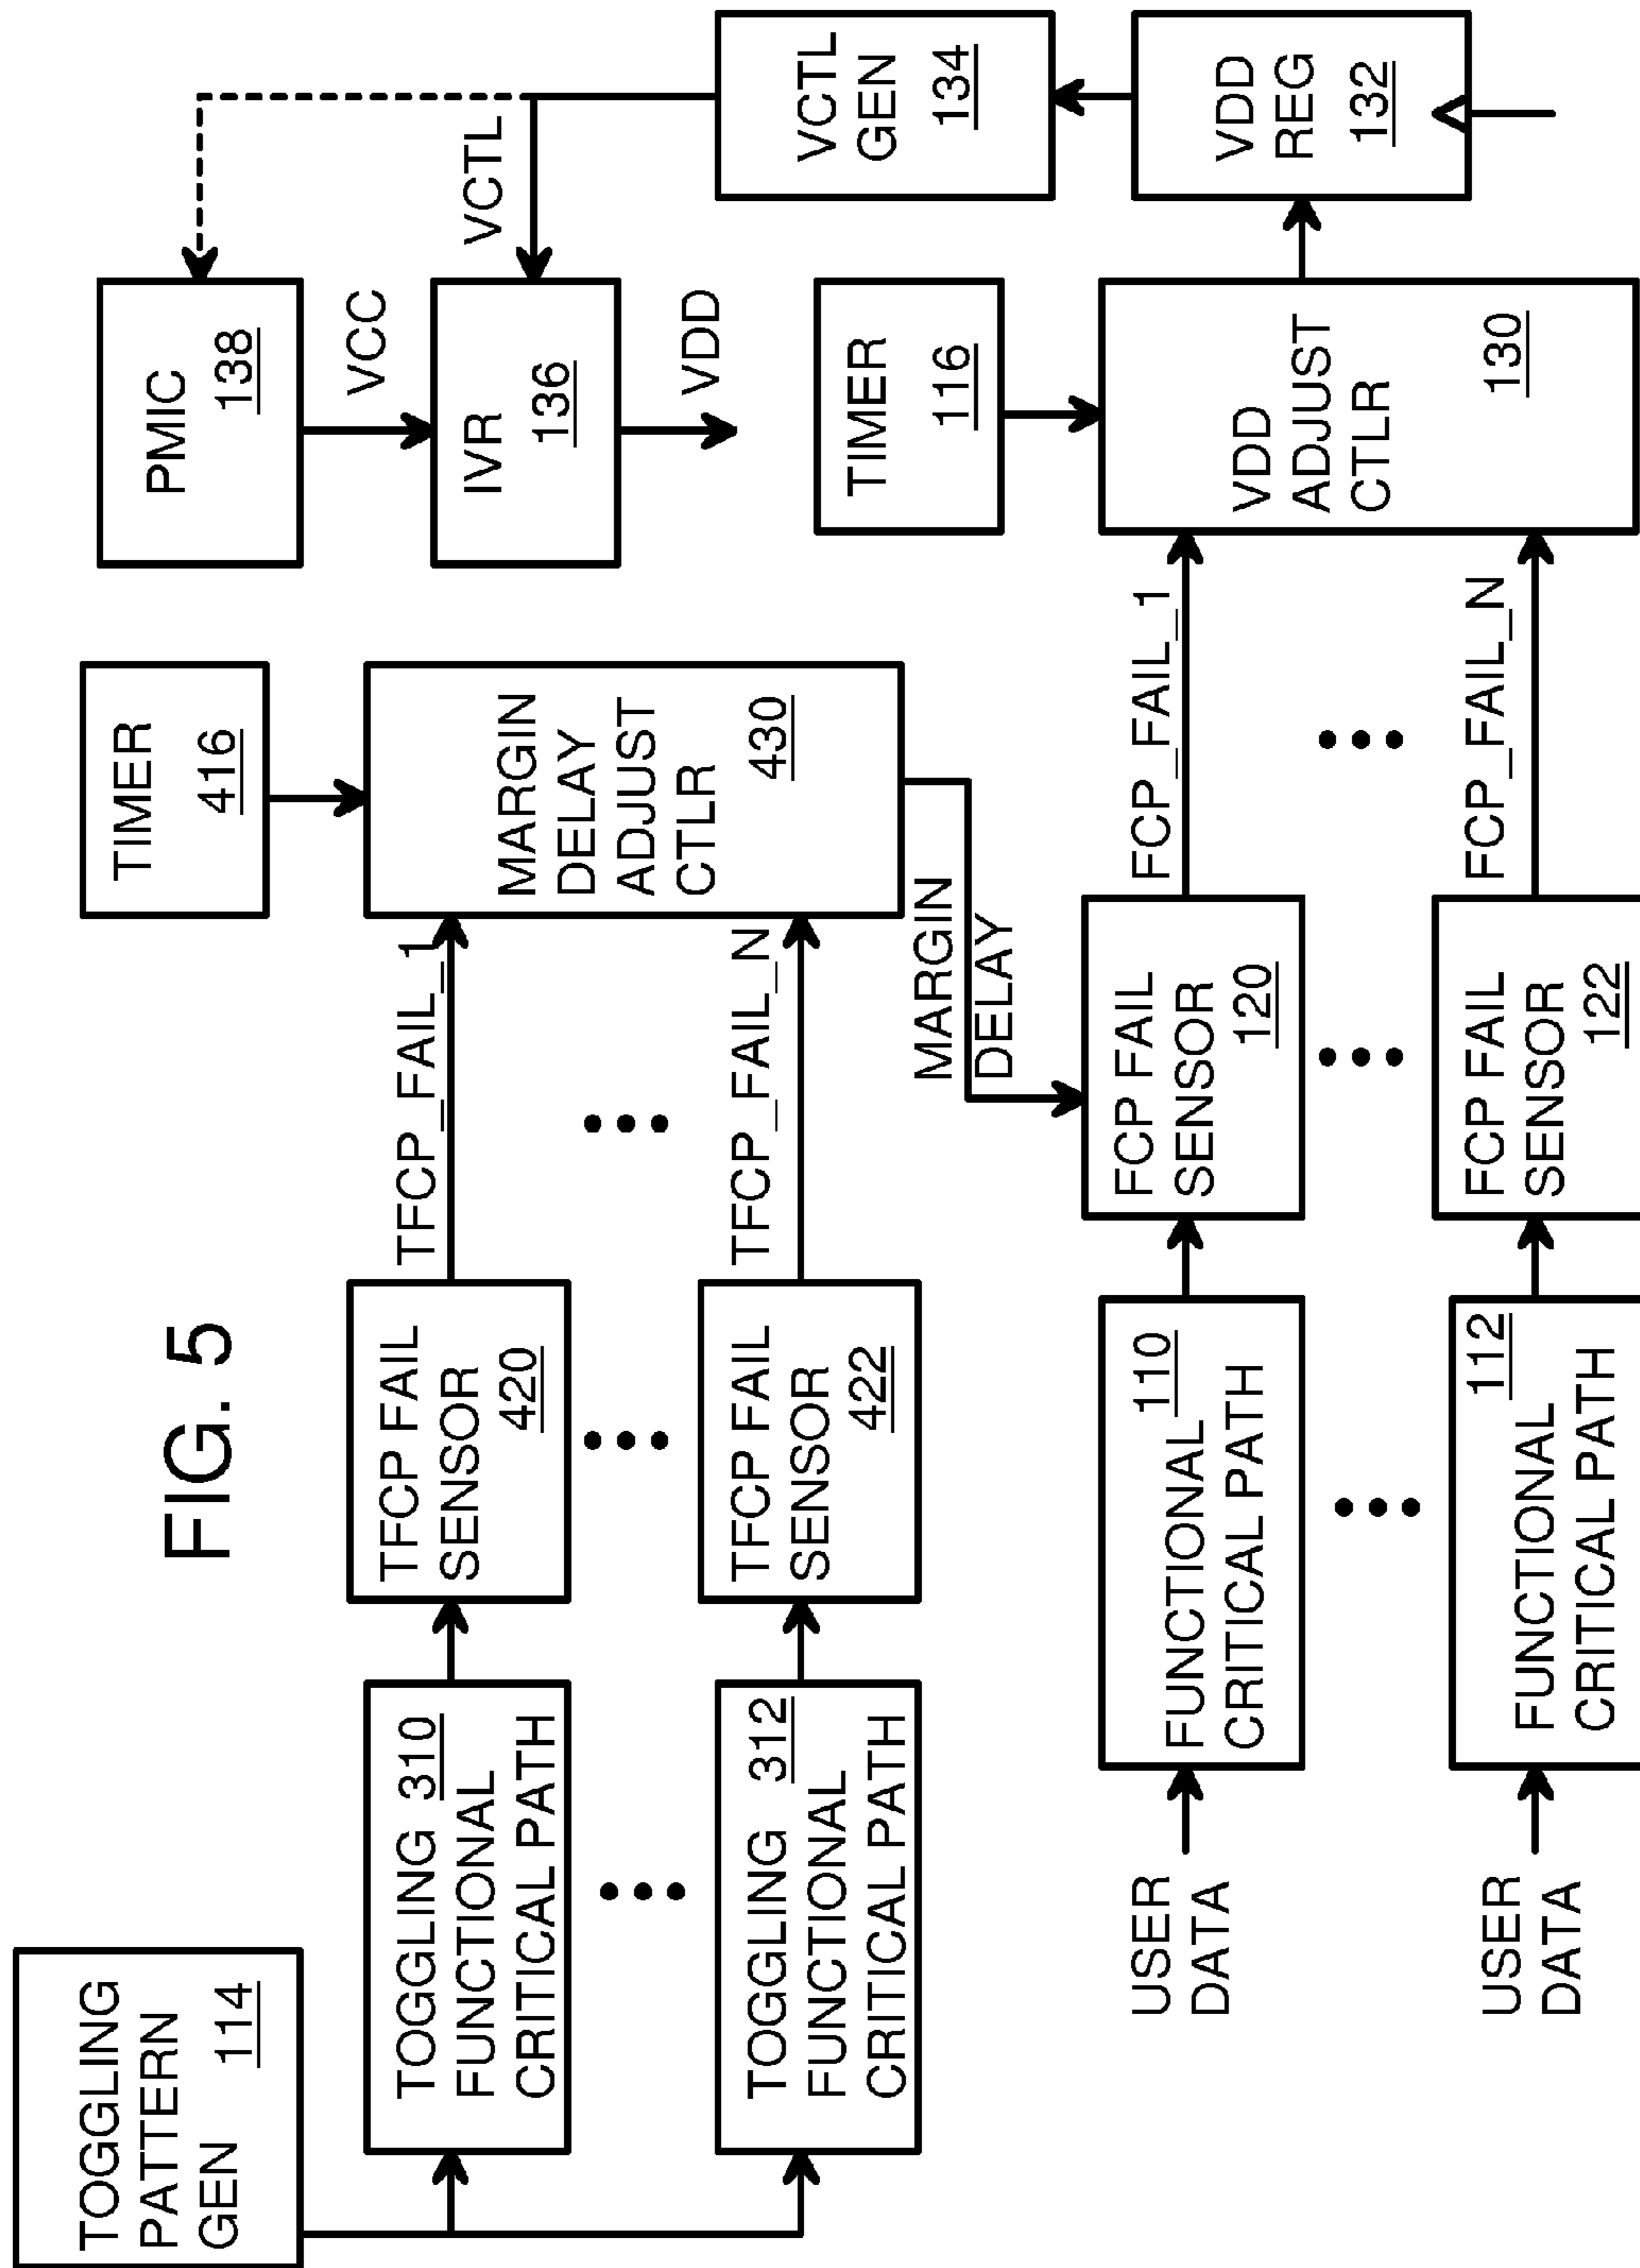 FIG. 5
TOGGLING
PATTERN
GEN 114
TOGGLING 310
FUNCTIONAL
CRITICAL PATH
TFCP FAIL
SENSOR
420
TFCP_FAIL_1
TIMER
416
MARGIN
DELAY
ADJUST
CTLR
430
TOGGLING 312
FUNCTIONAL
CRITICAL PATH
TFCP FAIL
SENSOR
422
TFCP_FAIL_N
MARGIN
DELAY
PMIC
138
VCC
IVR
136
VDD
VCTL
VCTL
GEN
134
VDD
REG
132
TIMER
116
VDD
ADJUST
CTLR
130
USER
DATA
110
FUNCTIONAL
CRITICAL PATH
FCP FAIL
SENSOR
120
FCP_FAIL_1
USER
DATA
112
FUNCTIONAL
CRITICAL PATH
FCP FAIL
SENSOR
122
FCP_FAIL_N